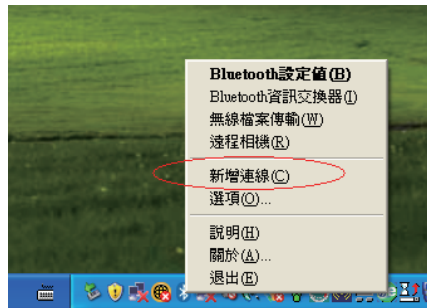 Bluetooth設定值(B)
Bluetooth資訊交換器(I)
無線檔案傳輸(W)
遠程相機(R)
新增連線(C)
選項(O)...
說明(H)
關於(A)...
退出(E)